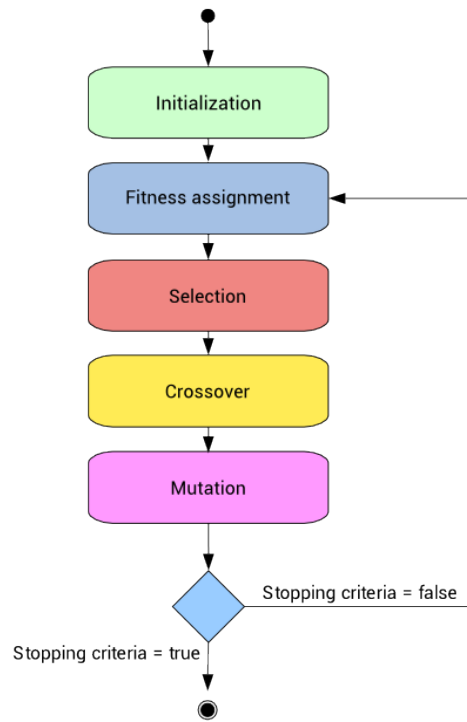 Initialization
Fitness assignment
Selection
Crossover
Mutation
Stopping criteria = false
Stopping criteria = true